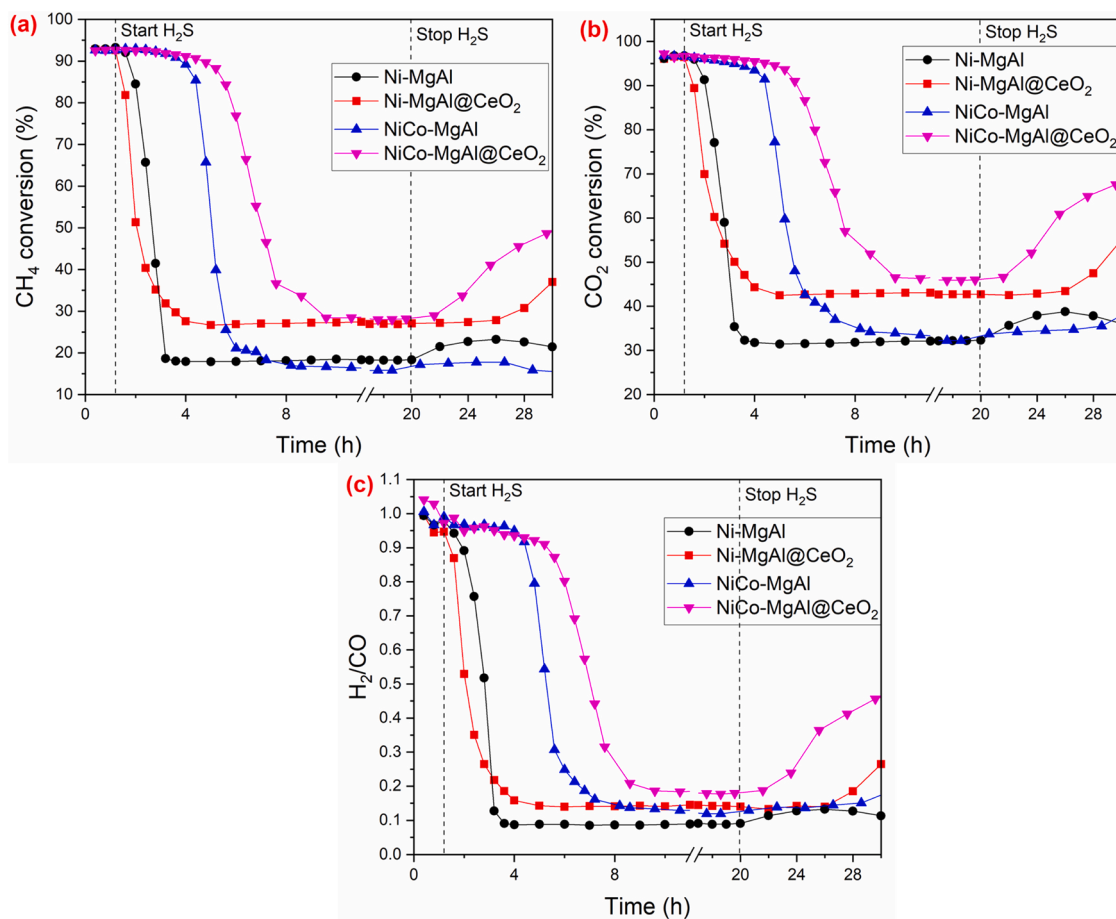 (a)
Start H₂S
Stop H₂S
Ni-MgAl
Ni-MgAl@CeO₂
NiCo-MgAl
NiCo-MgAl@CeO₂
CH₄ conversion (%)
100
90
80
70
60
50
40
30
20
10
0 4 8 20 24 28
Time (h)
(b)
Start H₂S
Stop H₂S
Ni-MgAl
Ni-MgAl@CeO₂
NiCo-MgAl
NiCo-MgAl@CeO₂
CO₂ conversion (%)
100
90
80
70
60
50
40
30
20
0 4 8 20 24 28
Time (h)
(c)
Start H₂S
Stop H₂S
Ni-MgAl
Ni-MgAl@CeO₂
NiCo-MgAl
NiCo-MgAl@CeO₂
H₂/CO
1.1
1.0
0.9
0.8
0.7
0.6
0.5
0.4
0.3
0.2
0.1
0.0
0 4 8 20 24 28
Time (h)